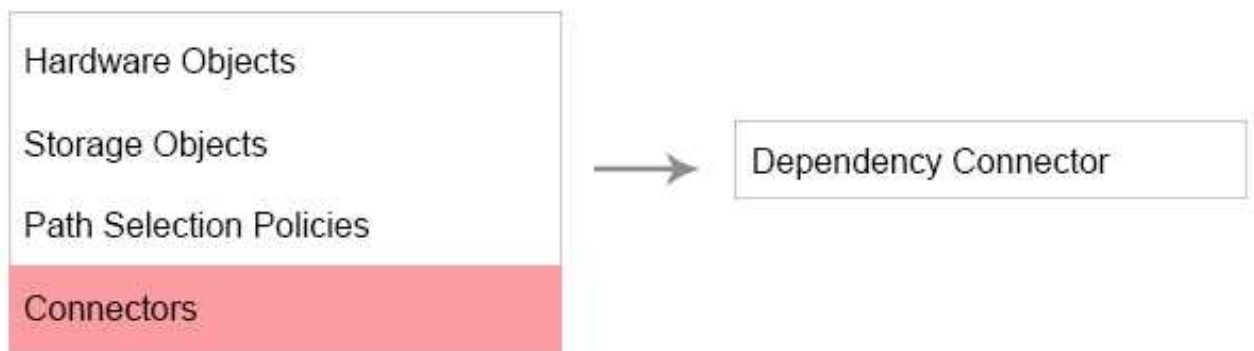 Hardware Objects
Storage Objects
Path Selection Policies
Connectors
Dependency Connector